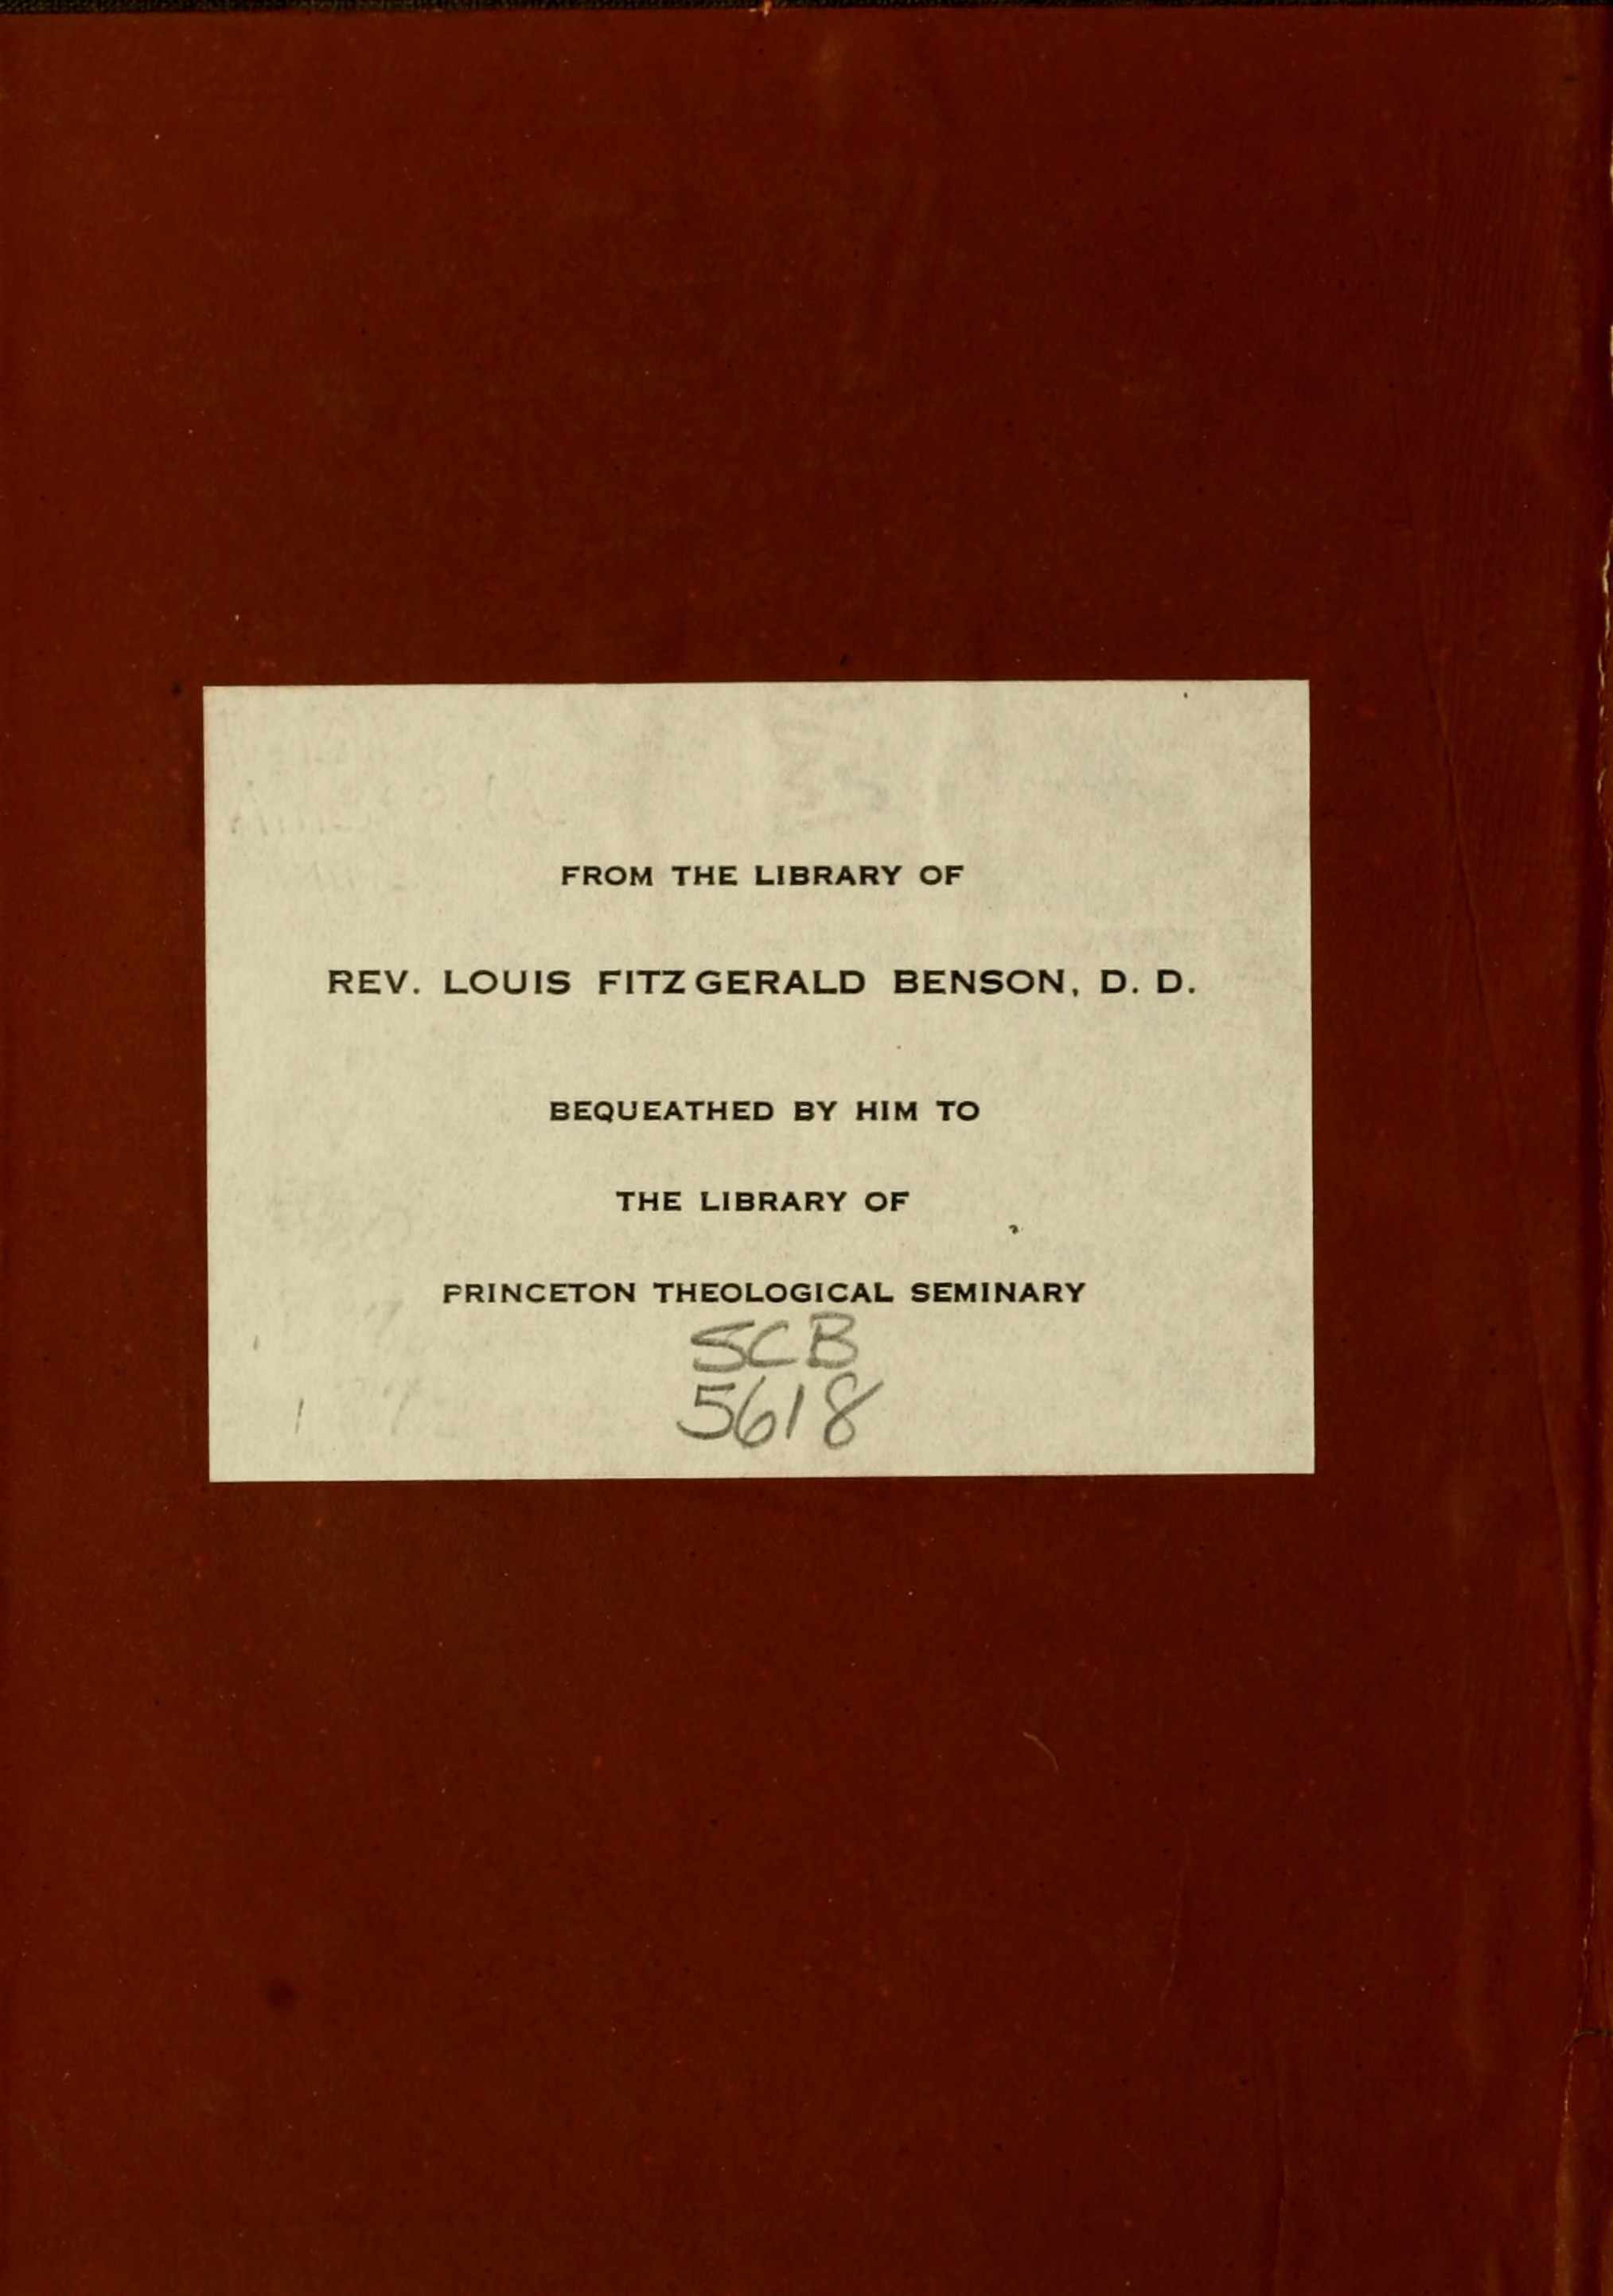 FROM THE LIBRARY OF
REV. LOUIS FITZGERALD BENSON, D. D.
BEQUEATHED BY HIM TO
THE LIBRARY OF
PRINCETON THEOLOGICAL SEMINARY
SCB
5618